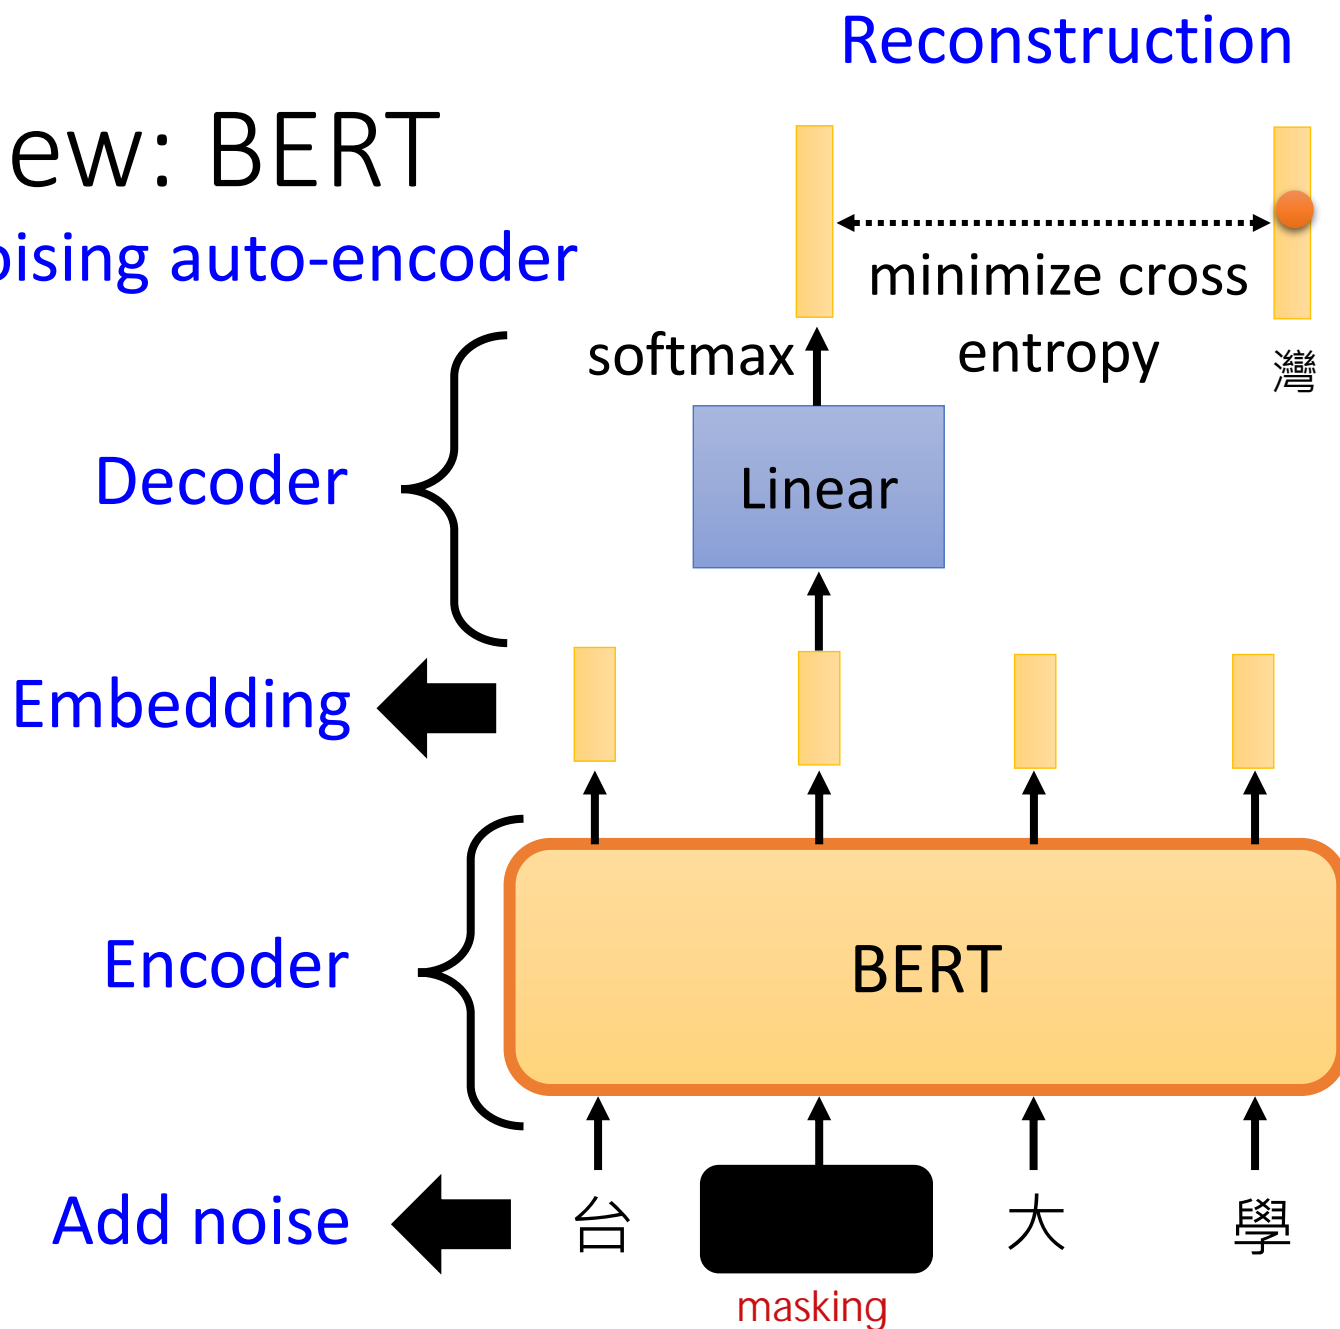 Reconstruction
ew: BERT
oising auto-encoder
minimize cross
entropy
softmax
灣
Decoder
Linear
Embedding
Encoder
BERT
Add noise
台
大
學
masking